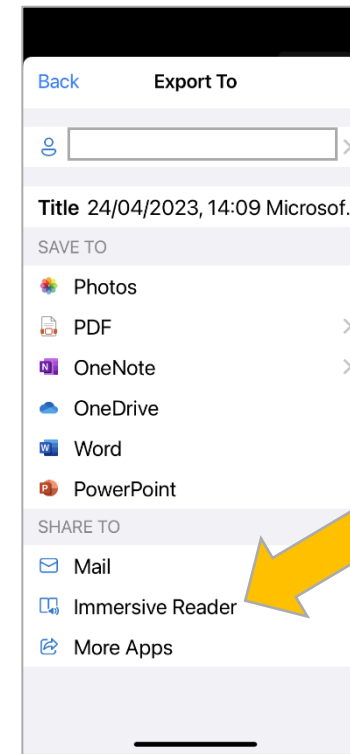 Back Export To
Title 24/04/2023, 14:09 Microsof.
SAVE TO
Photos
PDF
OneNote
OneDrive
Word
PowerPoint
SHARE TO
Mail
Immersive Reader
More Apps